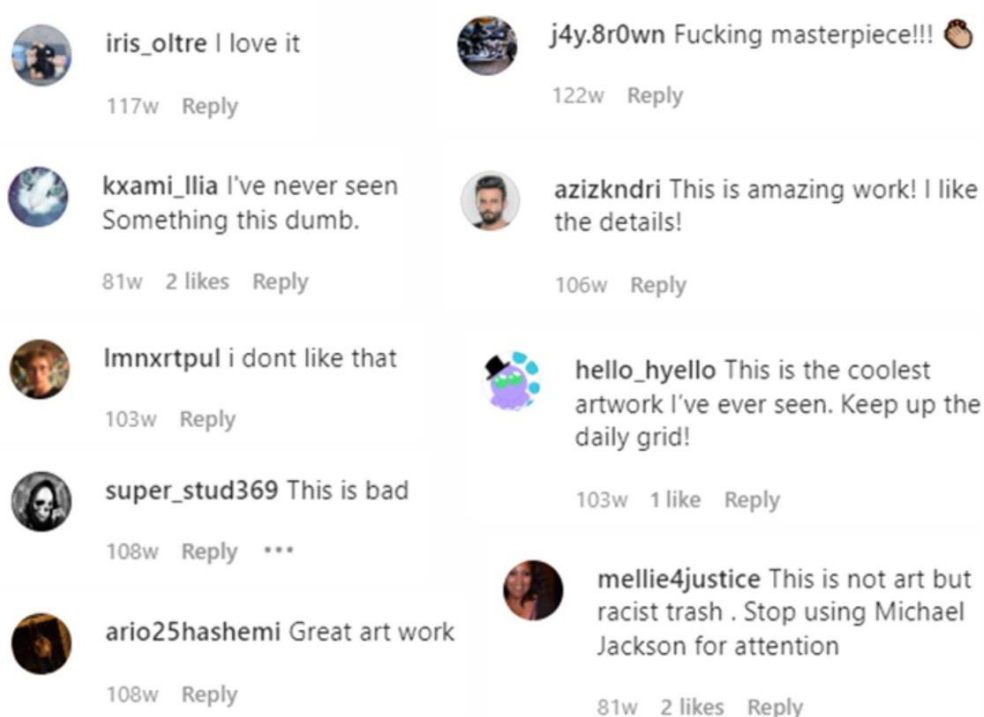 iris_oltre I love it
117w Reply
kxami_llia I've never seen
Something this dumb.
81w 2 likes Reply
lmnxrtpul i dont like that
103w Reply
super_stud369 This is bad
108w Reply •••
ario25hashemi Great art work
108w Reply
j4y.8r0wn Fucking masterpiece!!! 👏🏽
122w Reply
azizkndri This is amazing work! I like
the details!
106w Reply
hello_hyello This is the coolest
artwork I've ever seen. Keep up the
daily grid!
103w 1 like Reply
mellie4justice This is not art but
racist trash . Stop using Michael
Jackson for attention
81w 2 likes Reply